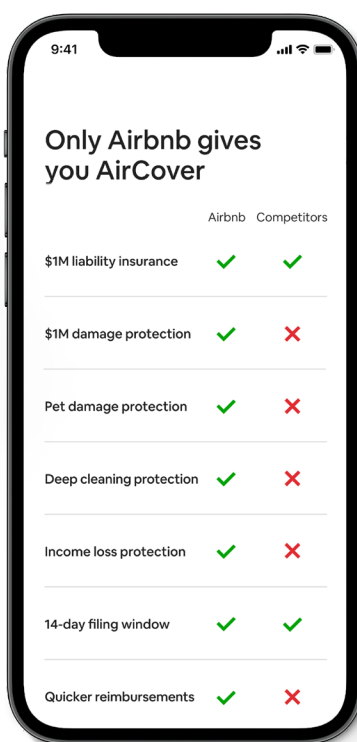 9:41
Only Airbnb gives
you AirCover
Airbnb Competitors
$1M liability insurance
$1M damage protection
Pet damage protection
Deep cleaning protection
Income loss protection
14-day filing window
Quicker reimbursements